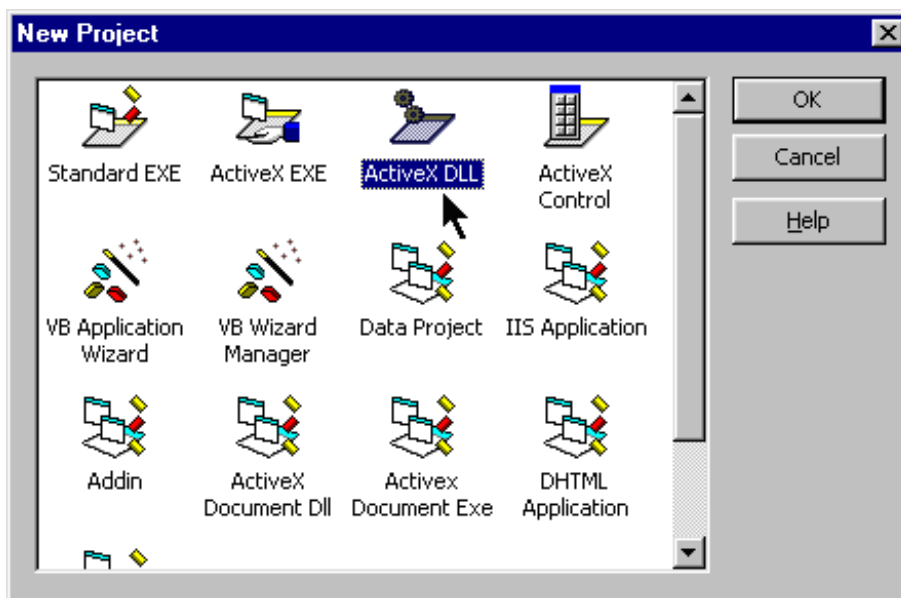 New Project
Standard EXE
ActiveX EXE
ActiveX DLL
ActiveX
Control
VB Application
Wizard
VB Wizard
Manager
Data Project
IIS Application
Addin
ActiveX
Document Dll
Activex
Document Exe
DHTML
Application
OK
Cancel
Help